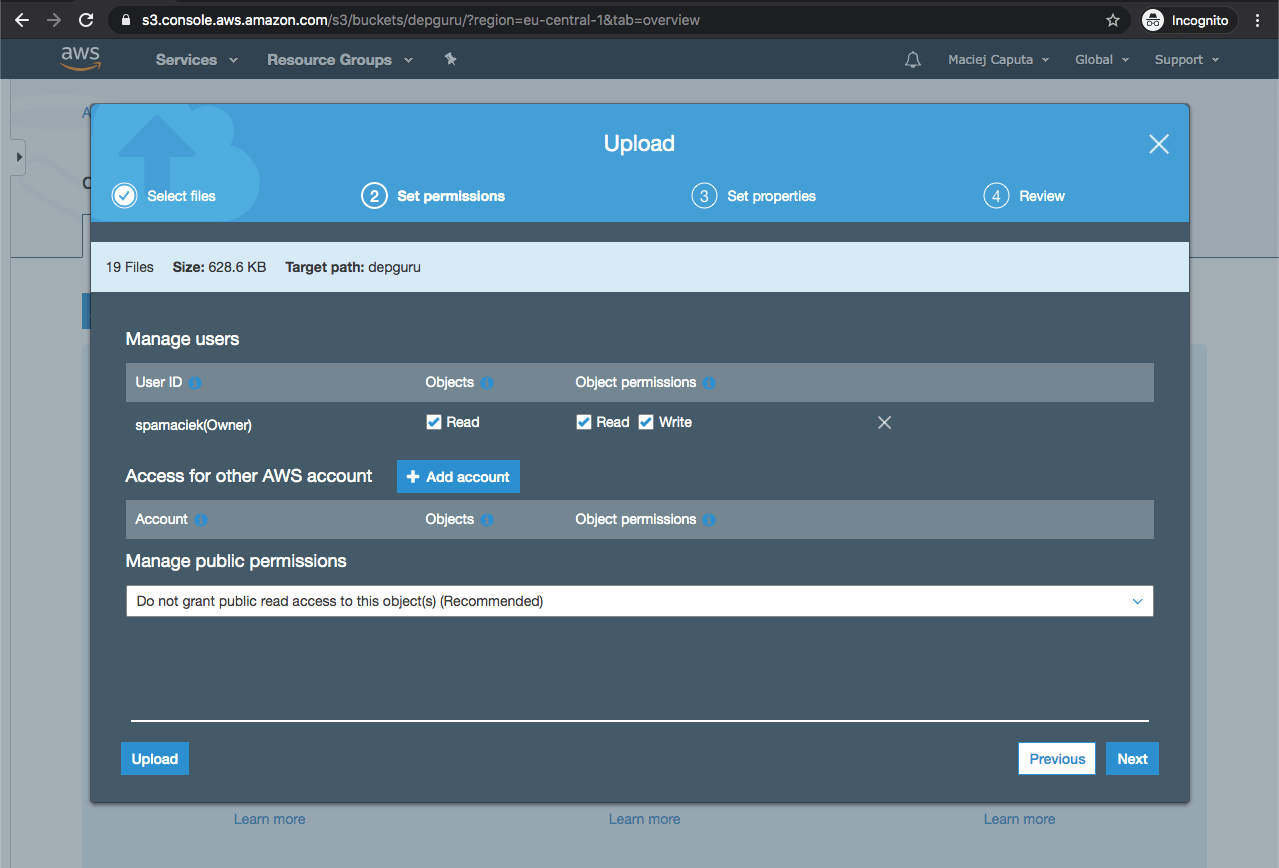 s3.console.aws.amazon.com/s3/buckets/depguru/?region=eu-central-1&tab=overview
Incognito
aws
Services
Resource Groups
Maciej Caputa
Global
Support
Upload
Select files
2 Set permissions
3 Set properties
4 Review
19 Files Size: 628.6 KB Target path: depguru
Manage users
User ID Objects Object permissions
spamaciek(Owner) Read Read Write
Access for other AWS account Add account
Account Objects Object permissions
Manage public permissions
Do not grant public read access to this object(s) (Recommended)
Upload Previous Next
Learn more Learn more Learn more